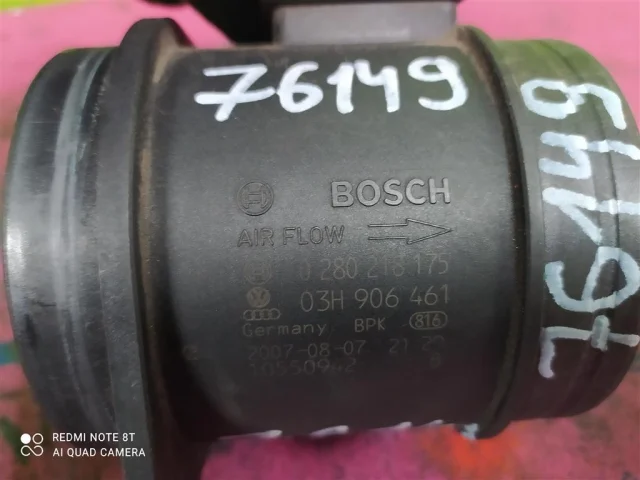 76149
BOSCH
AIR FLOW
0 280 218 175
03H 906 461
Germany BPK 816
2007-08-07
76149
REDMI NOTE 8T
AI QUAD CAMERA